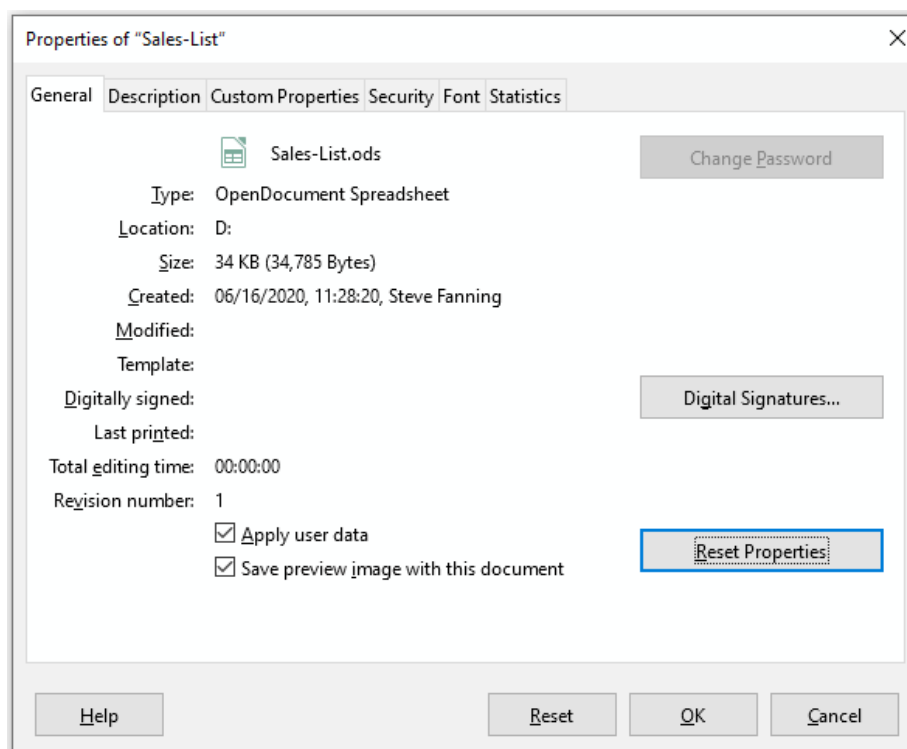 Properties of “Sales-List“
General Description Custom Properties Security Font Statistics
Sales-List.ods
Change Password
Type: OpenDocument Spreadsheet
Location: D:
Size: 34 KB (34,785 Bytes)
Created: 06/16/2020, 11:28:20, Steve Fanning
Modified:
Template:
Digitally signed:
Digital Signatures...
Last printed:
Total editing time: 00:00:00
Revision number: 1
Apply user data
Reset Properties
Save preview image with this document
Help Reset OK Cancel